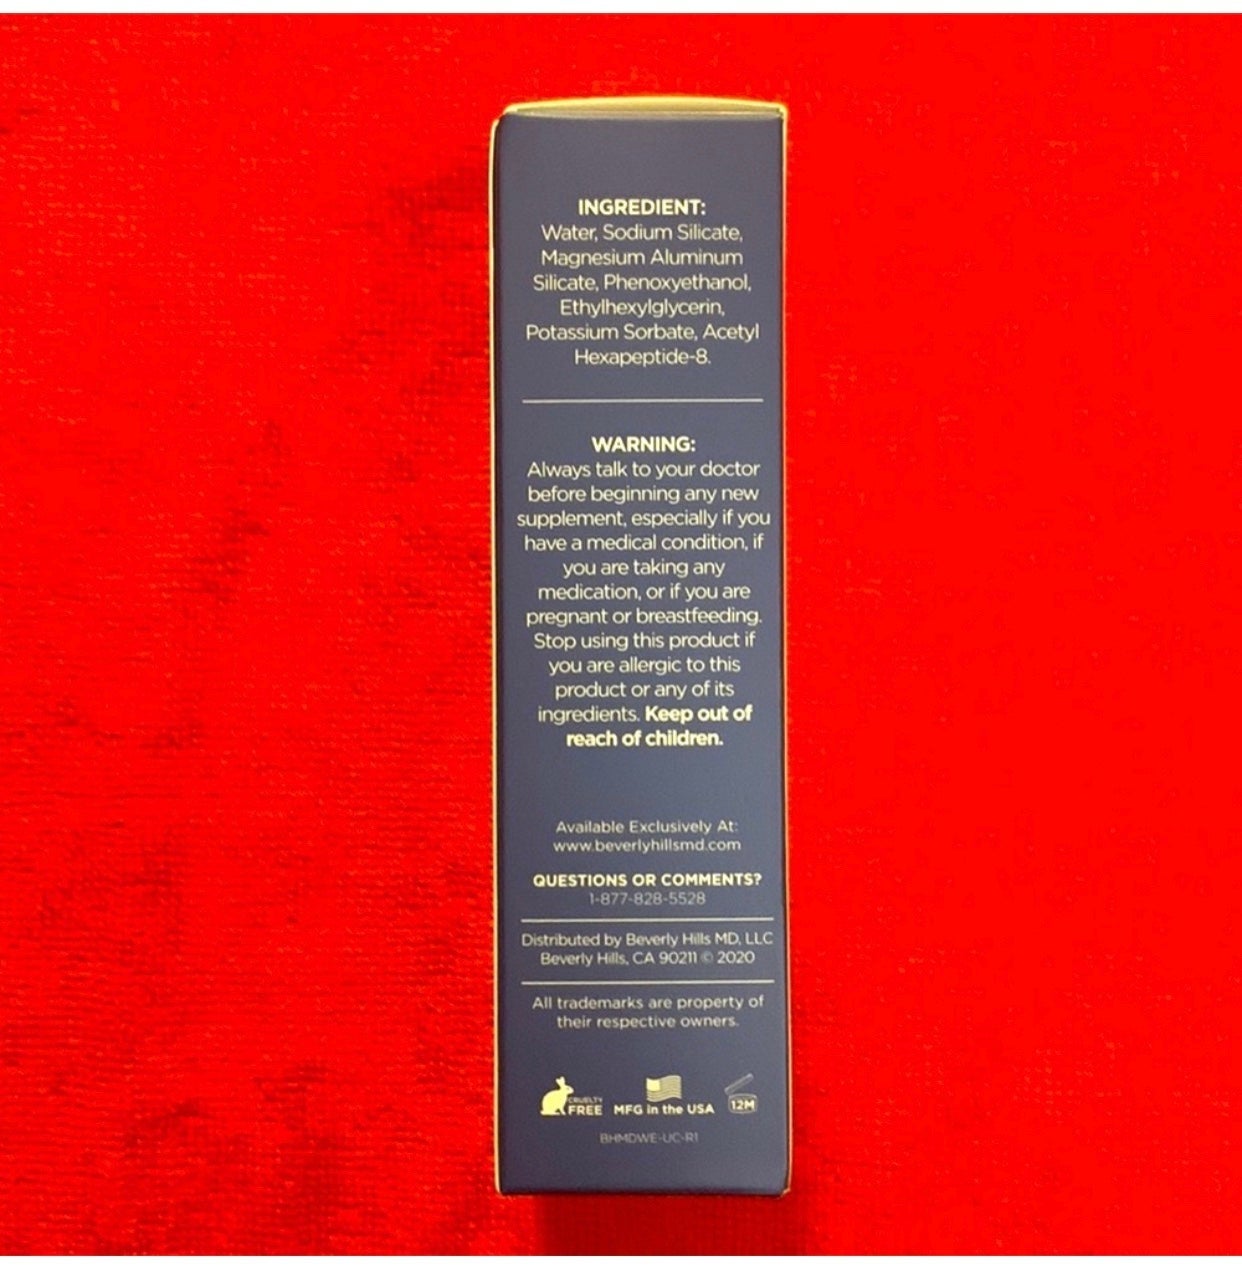 INGREDIENT:
Water, Sodium Silicate,
Magnesium Aluminum
Silicate, Phenoxyethanol,
Ethylhexylglycerin,
Potassium Sorbate, Acetyl
Hexapeptide-8.
WARNING:
Always talk to your doctor
before beginning any new
supplement, especially if you
have a medical condition, if
you are taking any
medication, or if you are
pregnant or breastfeeding.
Stop using this product if
you are allergic to this
product or any of its
ingredients. Keep out of
reach of children.
Available Exclusively At:
www.beverlyhillsmd.com
QUESTIONS OR COMMENTS?
1-877-828-5528
Distributed by Beverly Hills MD, LLC
Beverly Hills, CA 90211 © 2020
All trademarks are property of
their respective owners.
CRUELTY
FREE MFG in the USA 12M
BHMDWE-UC-R1